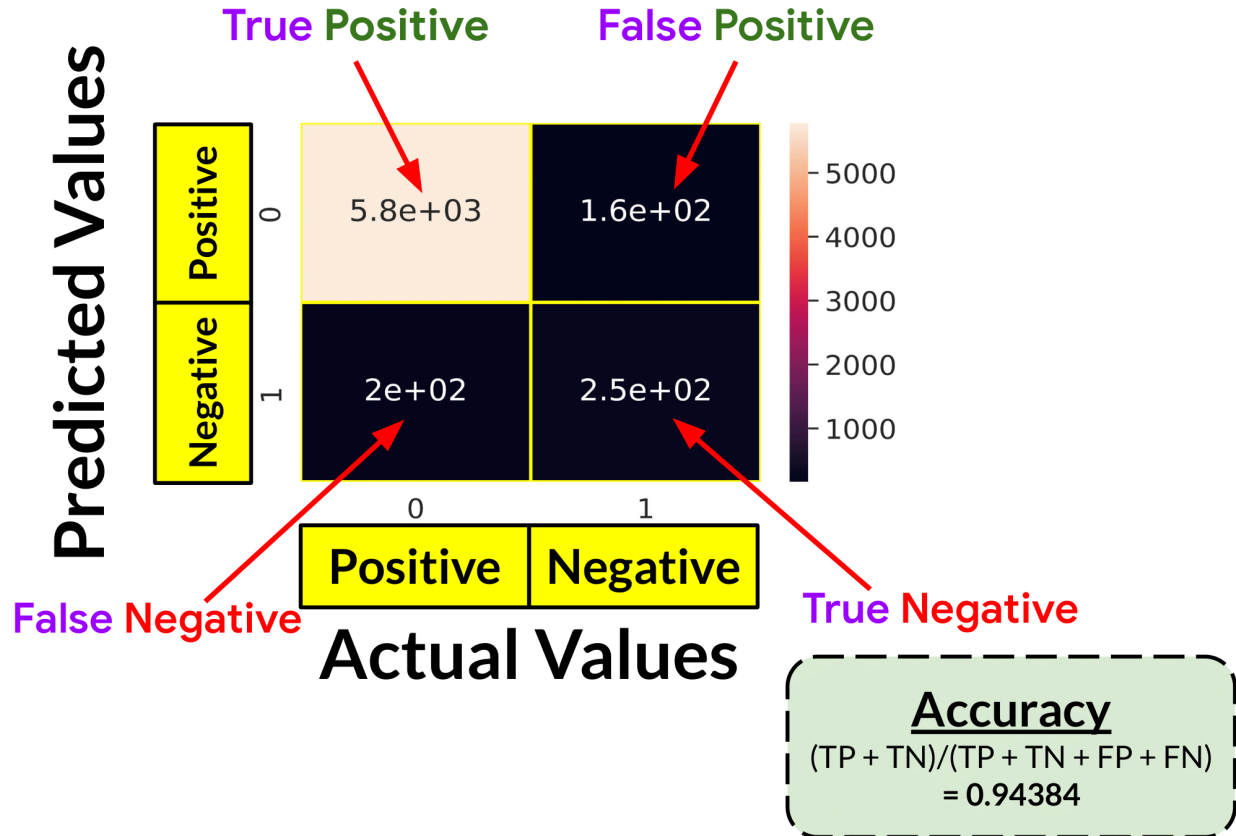 True Positive
False Positive
Predicted Values
Positive
Negative
0
1
5.8e+03
1.6e+02
2e+02
2.5e+02
5000
4000
3000
2000
1000
0
1
Positive
Negative
False Negative
True Negative
Actual Values
Accuracy
(TP + TN)/(TP + TN + FP + FN)
= 0.94384